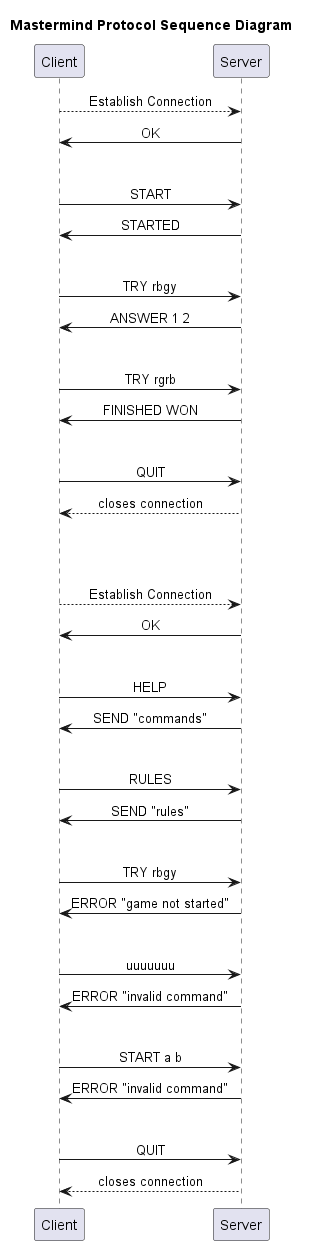 Mastermind Protocol Sequence Diagram
Client Server
Establish Connection
OK
START
STARTED
TRY rbgy
ANSWER 1 2
TRY rgrb
FINISHED WON
QUIT
closes connection
Establish Connection
OK
HELP
SEND "commands"
RULES
SEND "rules"
TRY rbgy
ERROR "game not started"
uuuuuuu
ERROR "invalid command"
START a b
ERROR "invalid command"
QUIT
closes connection
Client Server